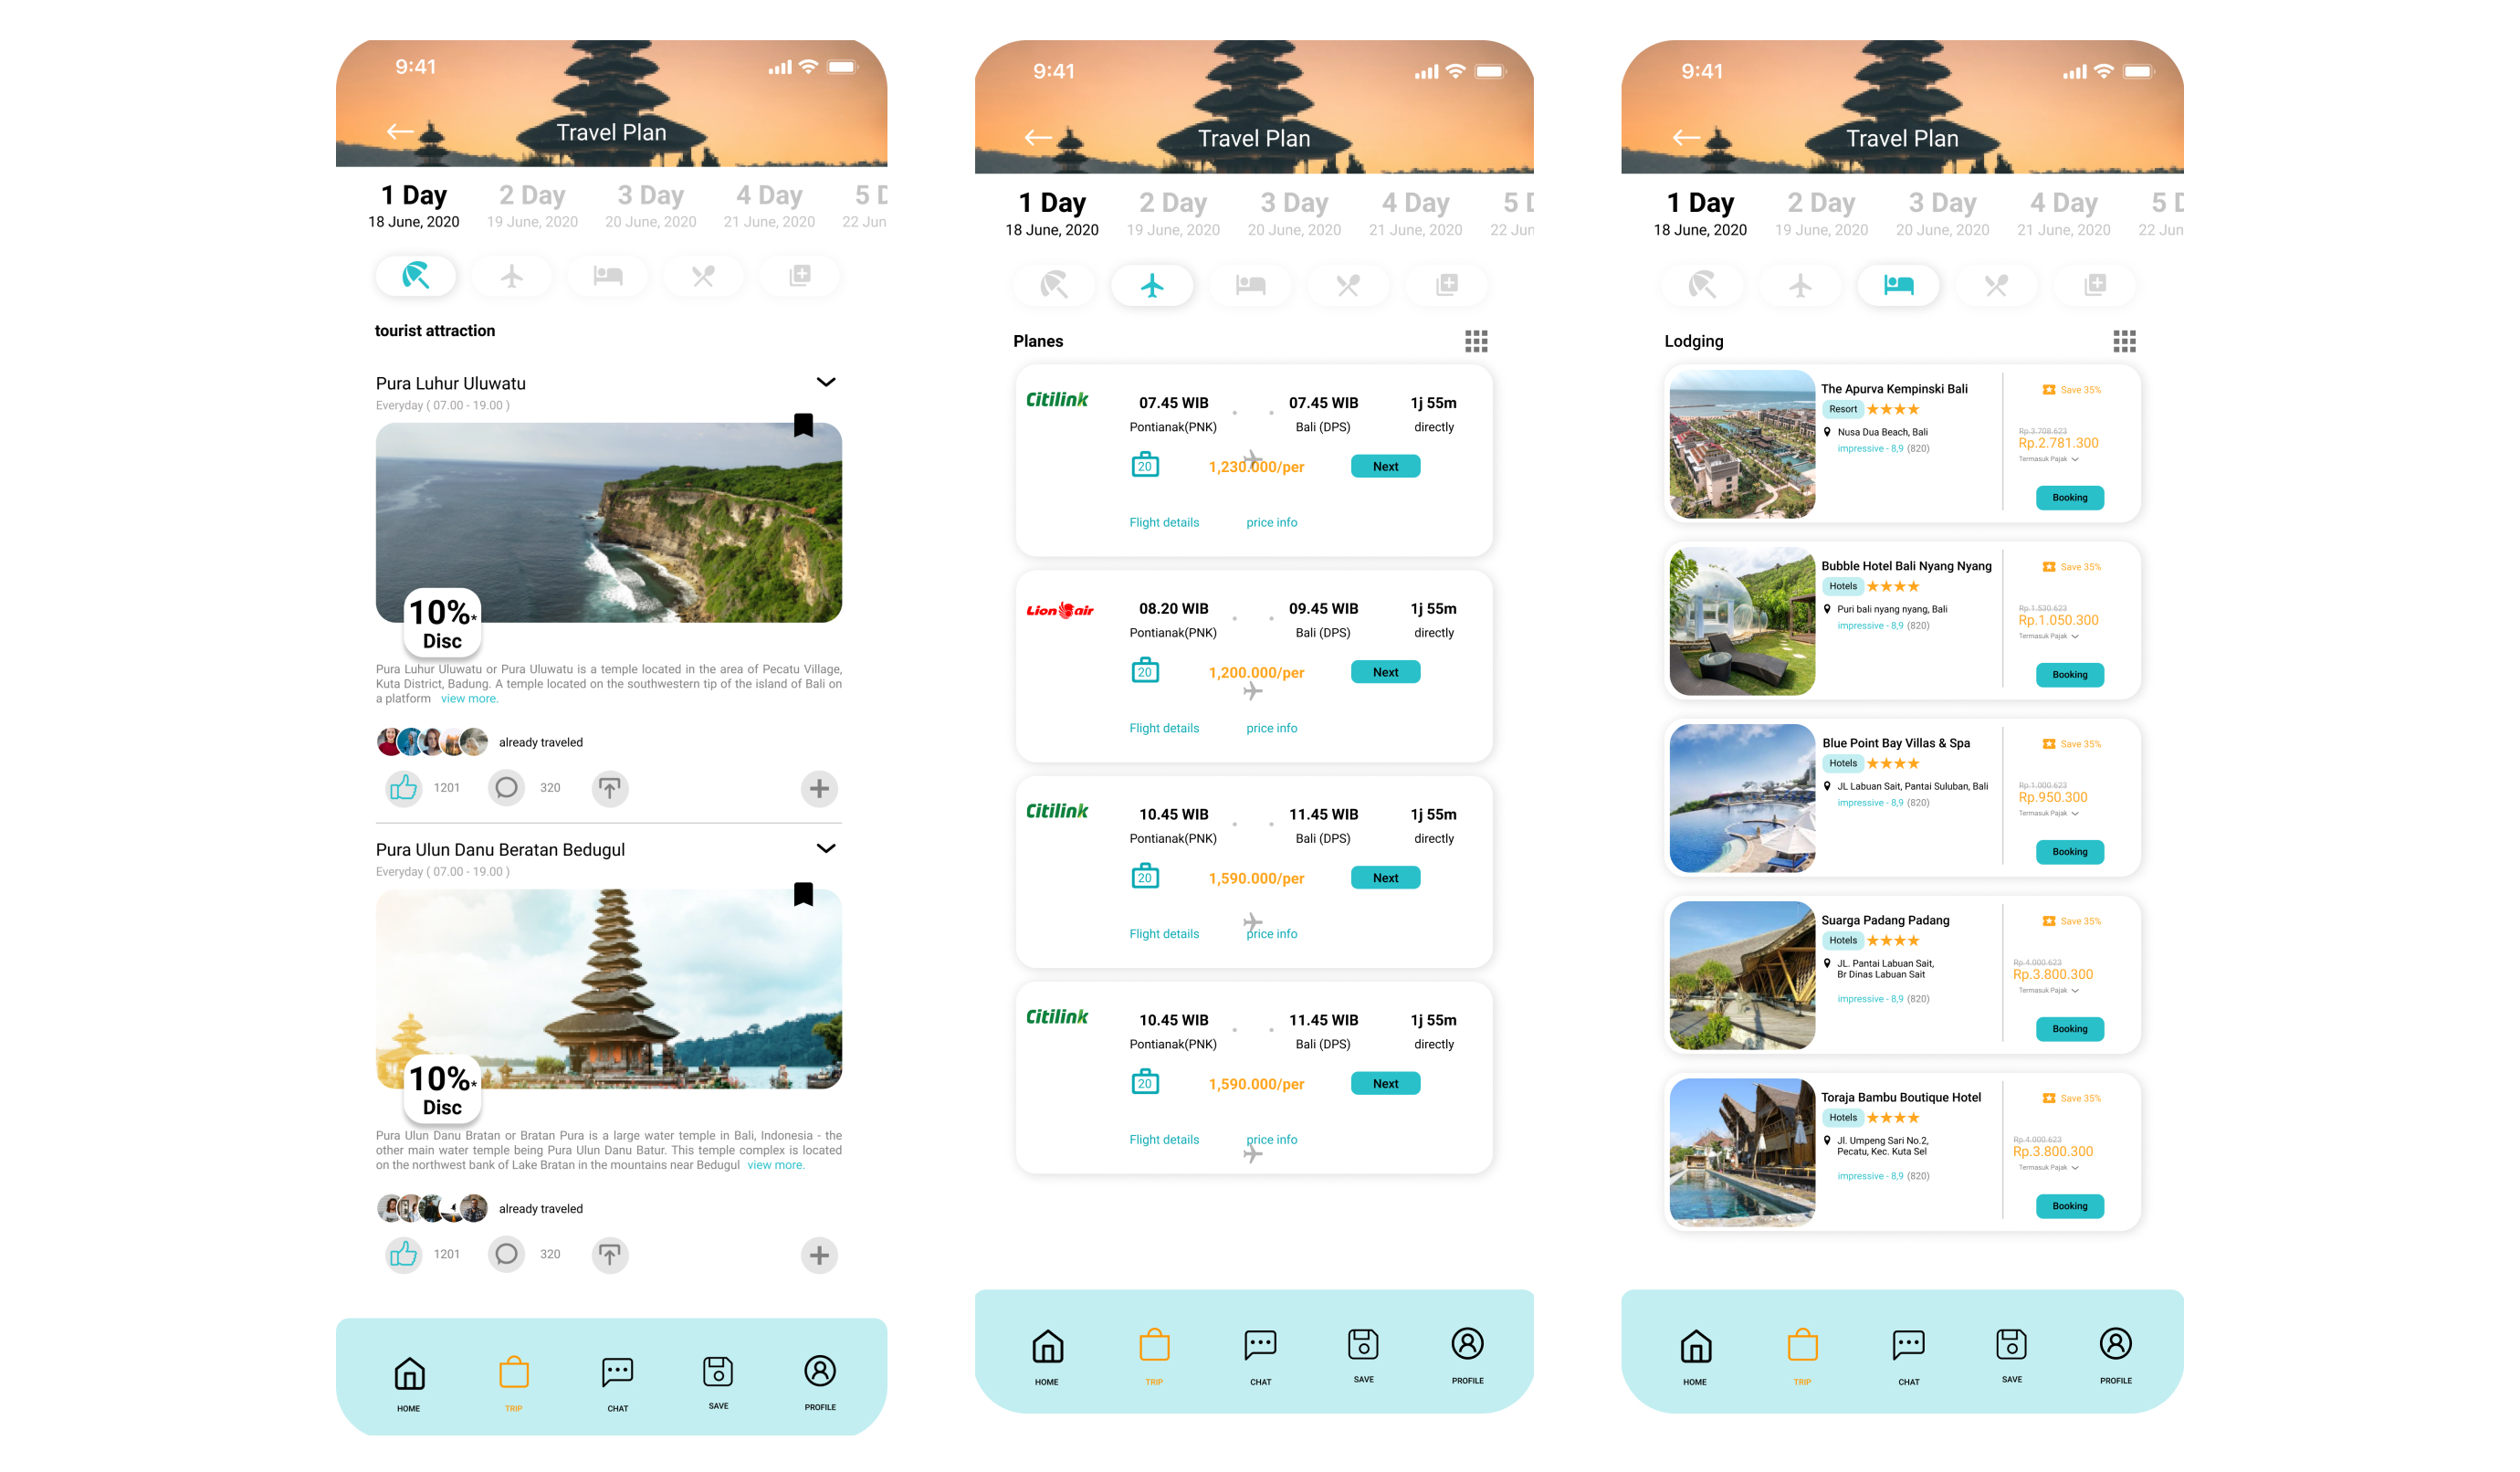 9:41
Travel Plan
1 Day 2 Day 3 Day 4 Day 5 D
18 June, 2020 19 June, 2020 20 June, 2020 21 June, 2020 22 Jun
tourist attraction
Pura Luhur Uluwatu
Everyday ( 07.00 - 19.00 )
10%*
Disc
Pura Luhur Uluwatu or Pura Uluwatu is a temple located in the area of Pecatu Village,
Kuta District, Badung. A temple located on the southwestern tip of the island of Bali on
a platform view more.
already traveled
1201 320
Pura Ulun Danu Beratan Bedugul
Everyday ( 07.00 - 19.00 )
10%*
Disc
Pura Ulun Danu Bratan or Bratan Pura is a large water temple in Bali, Indonesia - the
other main water temple being Pura Ulun Danu Batur. This temple complex is located
on the northwest bank of Lake Bratan in the mountains near Bedugul view more.
already traveled
1201 320
HOME TRIP CHAT SAVE PROFILE
9:41
Travel Plan
1 Day 2 Day 3 Day 4 Day 5 D
18 June, 2020 19 June, 2020 20 June, 2020 21 June, 2020 22 Jun
Planes
Citilink 07.45 WIB 07.45 WIB 1j 55m
Pontianak(PNK) Bali (DPS) directly
20 1,230.000/per Next
Flight details price info
Lion air 08.20 WIB 09.45 WIB 1j 55m
Pontianak(PNK) Bali (DPS) directly
20 1,200.000/per Next
Flight details price info
Citilink 10.45 WIB 11.45 WIB 1j 55m
Pontianak(PNK) Bali (DPS) directly
20 1,590.000/per Next
Flight details price info
Citilink 10.45 WIB 11.45 WIB 1j 55m
Pontianak(PNK) Bali (DPS) directly
20 1,590.000/per Next
Flight details price info
HOME TRIP CHAT SAVE PROFILE
9:41
Travel Plan
1 Day 2 Day 3 Day 4 Day 5 D
18 June, 2020 19 June, 2020 20 June, 2020 21 June, 2020 22 Jun
Lodging
The Apurva Kempinski Bali
Resort
Nusa Dua Beach, Bali
impressive - 8,9 (820)
Save 35%
Rp.3.708.623
Rp.2.781.300
Termasuk Pajak
Booking
Bubble Hotel Bali Nyang Nyang
Hotels
Puri bali nyang nyang, Bali
impressive - 8,9 (820)
Save 35%
Rp.1.530.623
Rp.1.050.300
Termasuk Pajak
Booking
Blue Point Bay Villas & Spa
Hotels
JL Labuan Sait, Pantai Suluban, Bali
impressive - 8,9 (820)
Save 35%
Rp.1.000.623
Rp.950.300
Termasuk Pajak
Booking
Suarga Padang Padang
Hotels
JL. Pantai Labuan Sait,
Br Dinas Labuan Sait
impressive - 8,9 (820)
Save 35%
Rp.4.000.623
Rp.3.800.300
Termasuk Pajak
Booking
Toraja Bambu Boutique Hotel
Hotels
Jl. Umpeng Sari No.2,
Pecatu, Kec. Kuta Sel
impressive - 8,9 (820)
Save 35%
Rp.4.000.623
Rp.3.800.300
Termasuk Pajak
Booking
HOME TRIP CHAT SAVE PROFILE